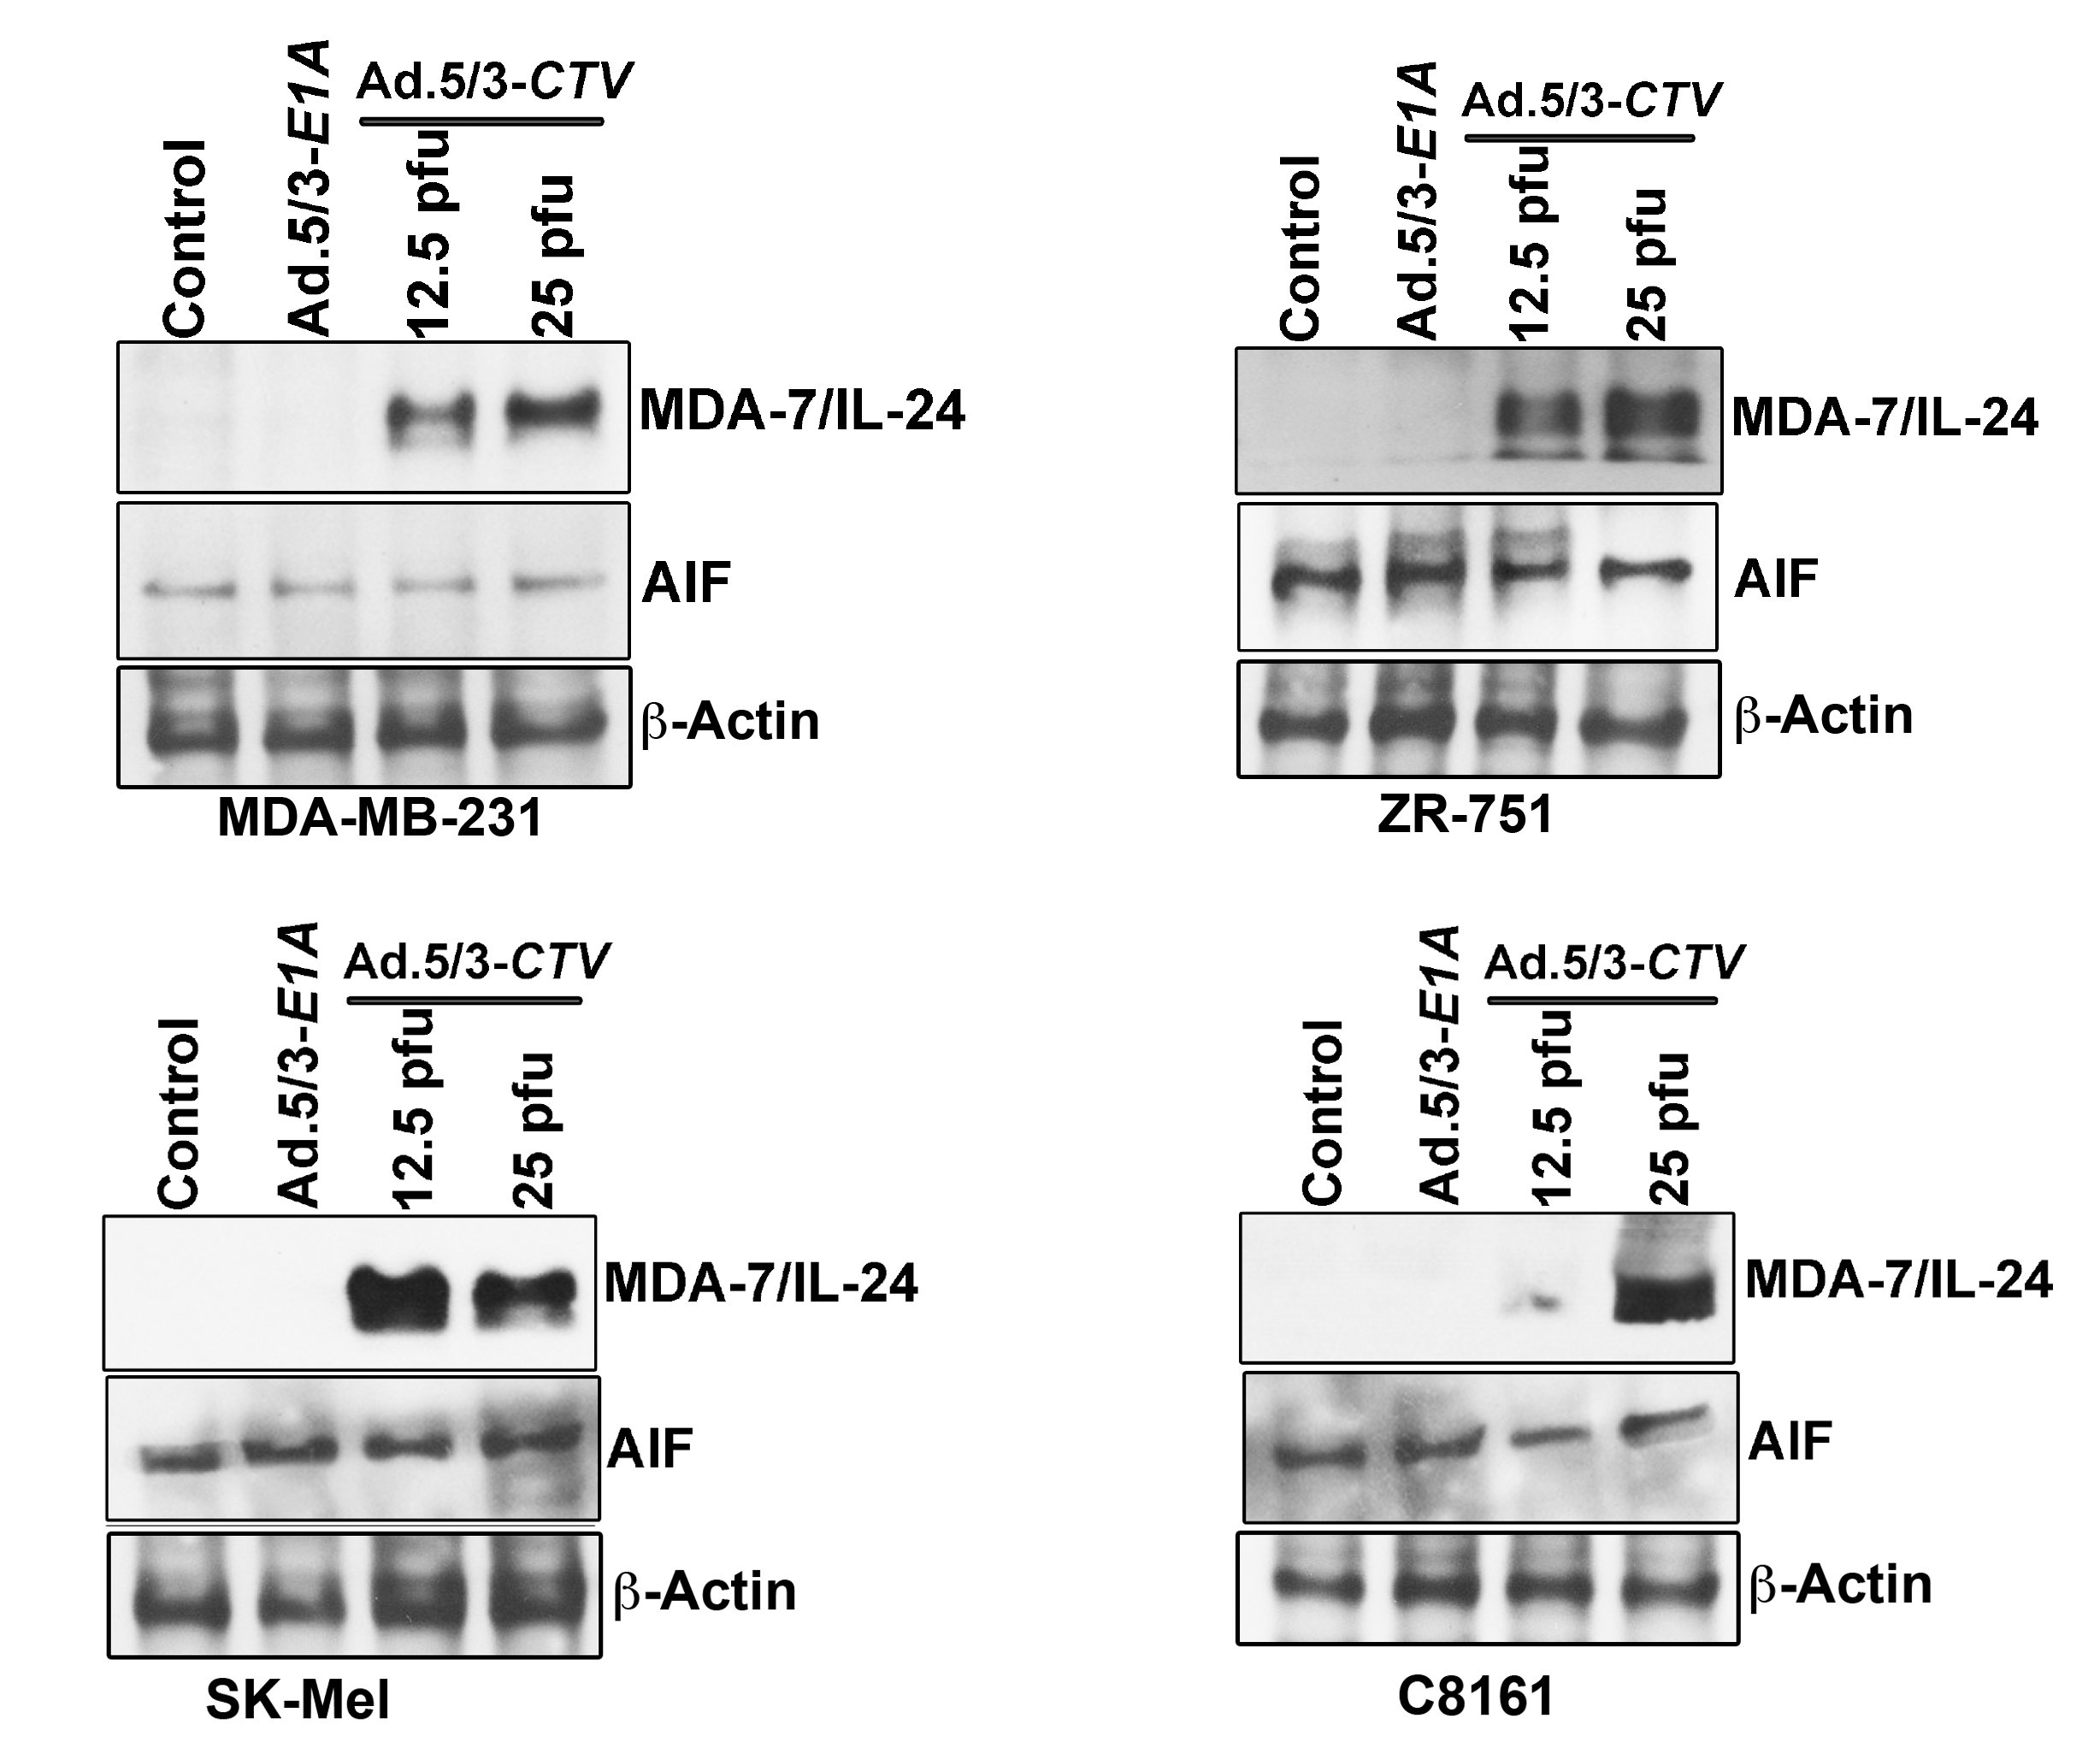 Control
Ad.5/3-E1A
Ad.5/3-CTV
12.5 pfu
25 pfu
MDA-7/IL-24
AIF
β-Actin
MDA-MB-231
Control
Ad.5/3-E1A
Ad.5/3-CTV
12.5 pfu
25 pfu
MDA-7/IL-24
AIF
β-Actin
ZR-751
Control
Ad.5/3-E1A
Ad.5/3-CTV
12.5 pfu
25 pfu
MDA-7/IL-24
AIF
β-Actin
SK-Mel
Control
Ad.5/3-E1A
Ad.5/3-CTV
12.5 pfu
25 pfu
MDA-7/IL-24
AIF
β-Actin
C8161